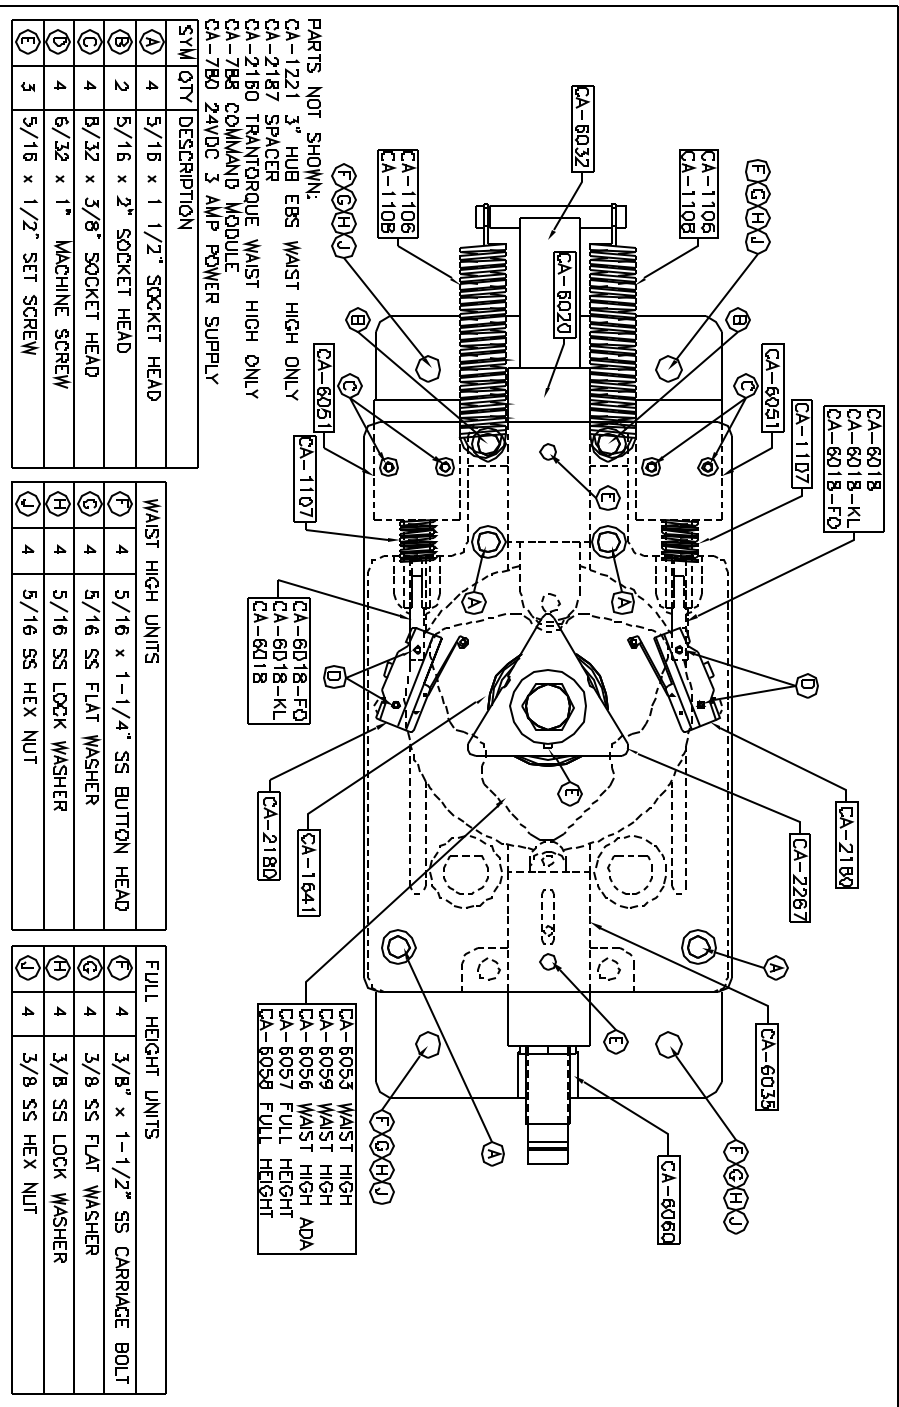 CA-6018
CA-6018-KL
CA-6018-FO
CA-1107
CA-6051
C
B
F G H J
CA-1106
CA-1108
CA-6032
CA-6020
D
CA-2180
CA-2267
A
CA-6035
F G H J
CA-6060
E
A
A
E
E
A
CA-1106
CA-1108
F G H J
B
C
CA-6051
CA-1107
D
CA-6018-FO
CA-6018-KL
CA-6018
CA-2180
CA-1641
F G H J
CA-6053 WAIST HIGH
CA-6059 WAIST HIGH
CA-6056 WAIST HIGH ADA
CA-6057 FULL HEIGHT
CA-6058 FULL HEIGHT
PARTS NOT SHOWN:
CA-1221 3" HUB EBS WAIST HIGH ONLY
CA-2187 SPACER
CA-2160 TRANTORQUE WAIST HIGH ONLY
CA-788 COMMAND MODULE
CA-780 24VDC 3 AMP POWER SUPPLY
SYM QTY DESCRIPTION
A 4 5/16 x 1 1/2" SOCKET HEAD
B 2 5/16 x 2" SOCKET HEAD
C 4 8/32 x 3/8" SOCKET HEAD
D 4 6/32 x 1" MACHINE SCREW
E 3 5/16 x 1/2" SET SCREW
WAIST HIGH UNITS
F 4 5/16 x 1-1/4" SS BUTTON HEAD
G 4 5/16 SS FLAT WASHER
H 4 5/16 SS LOCK WASHER
J 4 5/16 SS HEX NUT
FULL HEIGHT UNITS
F 4 3/8" x 1-1/2" SS CARRIAGE BOLT
G 4 3/8 SS FLAT WASHER
H 4 3/8 SS LOCK WASHER
J 4 3/8 SS HEX NUT